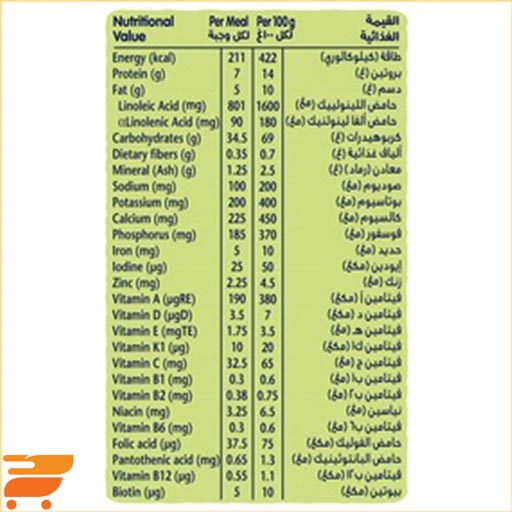 Nutritional Per Meal Per 100g القيمة
Value لكل وجبة لكل ١٠٠غ الغذائية
Energy (kcal) 211 422 طاقة (كيلوكالوري)
Protein (g) 7 14 بروتين (غ)
Fat (g) 5 10 دسم (غ)
Linoleic Acid (mg) 801 1600 حامض اللينولييك (مغ)
αLinolenic Acid (mg) 90 180 حامض ألفا لينولنيك (مغ)
Carbohydrates (g) 34.5 69 كربوهيدرات (غ)
Dietary fibers (g) 0.35 0.7 ألياف غذائية (غ)
Mineral (Ash) (g) 1.25 2.5 معادن (رماد) (غ)
Sodium (mg) 100 200 صوديوم (مغ)
Potassium (mg) 200 400 بوتاسيوم (مغ)
Calcium (mg) 225 450 كالسيوم (مغ)
Phosphorus (mg) 185 370 فوسفور (مغ)
Iron (mg) 5 10 حديد (مغ)
Iodine (µg) 25 50 إيودين (مكغ)
Zinc (mg) 2.25 4.5 زنك (مغ)
Vitamin A (µgRE) 190 380 فيتامين أ (مكغ)
Vitamin D (µgD) 3.5 7 فيتامين د (مكغ)
Vitamin E (mgTE) 1.75 3.5 فيتامين هـ (مغ)
Vitamin K1 (µg) 10 20 فيتامين ك١ (مكغ)
Vitamin C (mg) 32.5 65 فيتامين ج (مغ)
Vitamin B1 (mg) 0.3 0.6 فيتامين ب١ (مغ)
Vitamin B2 (mg) 0.38 0.75 فيتامين ب٢ (مغ)
Niacin (mg) 3.25 6.5 نياسين (مغ)
Vitamin B6 (mg) 0.3 0.6 فيتامين ب٦ (مغ)
Folic acid (µg) 37.5 75 حامض الفوليك (مكغ)
Pantothenic acid (mg) 0.65 1.3 حامض البانتوثينيك (مغ)
Vitamin B12 (µg) 0.55 1.1 فيتامين ب١٢ (مكغ)
Biotin (µg) 5 10 بيوتين (مكغ)